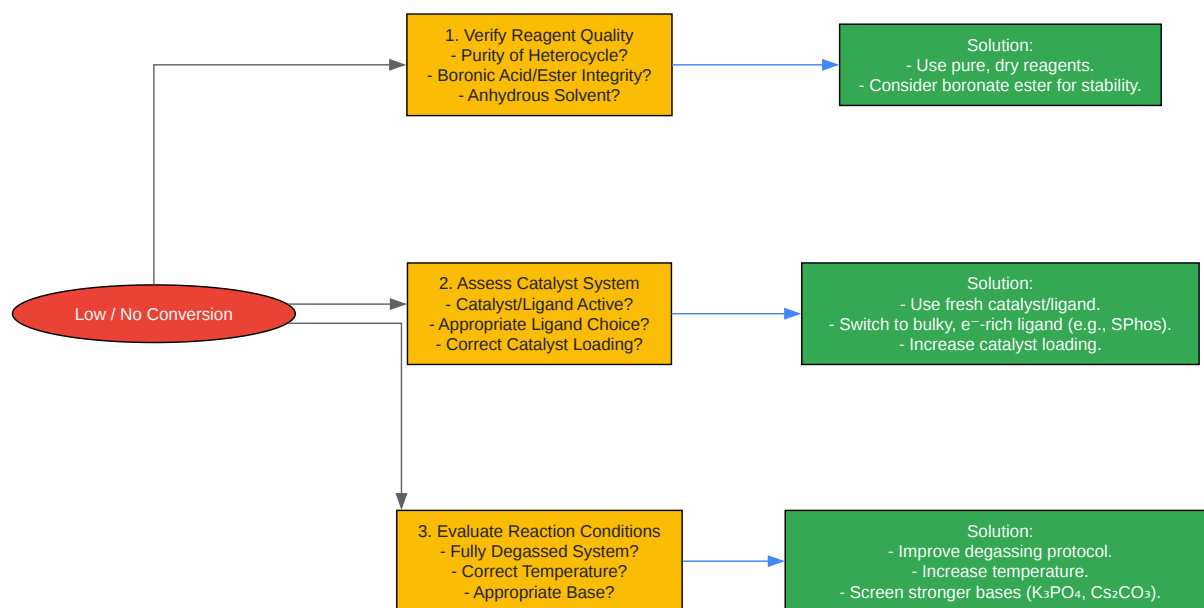 1. Verify Reagent Quality
- Purity of Heterocycle?
- Boronic Acid/Ester Integrity?
- Anhydrous Solvent?
Solution:
- Use pure, dry reagents.
- Consider boronate ester for stability.
Low / No Conversion
2. Assess Catalyst System
- Catalyst/Ligand Active?
- Appropriate Ligand Choice?
- Correct Catalyst Loading?
Solution:
- Use fresh catalyst/ligand.
- Switch to bulky, e⁻-rich ligand (e.g., SPhos).
- Increase catalyst loading.
3. Evaluate Reaction Conditions
- Fully Degassed System?
- Correct Temperature?
- Appropriate Base?
Solution:
- Improve degassing protocol.
- Increase temperature.
- Screen stronger bases (K₃PO₄, Cs₂CO₃).